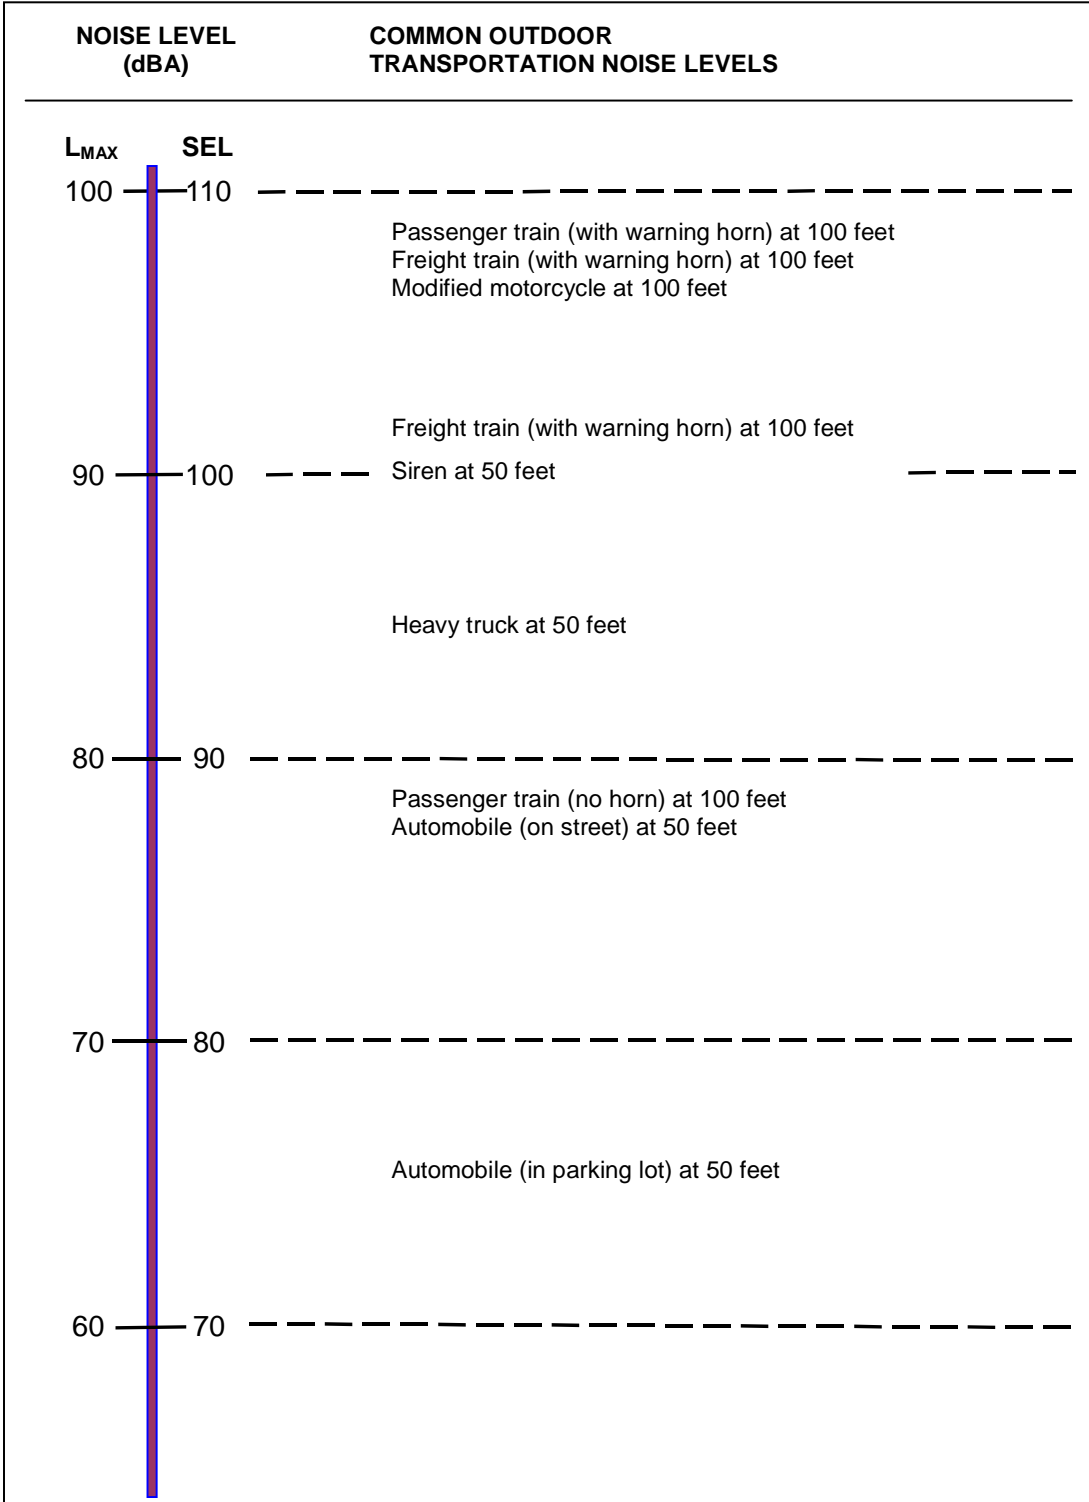 NOISE LEVEL
(dBA)
COMMON OUTDOOR
TRANSPORTATION NOISE LEVELS
LMAX SEL
100 110
Passenger train (with warning horn) at 100 feet
Freight train (with warning horn) at 100 feet
Modified motorcycle at 100 feet
Freight train (with warning horn) at 100 feet
90 100 Siren at 50 feet
Heavy truck at 50 feet
80 90
Passenger train (no horn) at 100 feet
Automobile (on street) at 50 feet
70 80
Automobile (in parking lot) at 50 feet
60 70